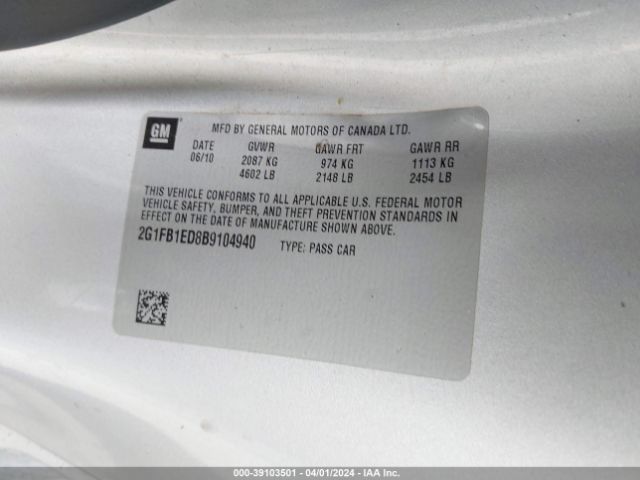 GM
MFD BY GENERAL MOTORS OF CANADA LTD.
DATE GVWR GAWR FRT GAWR RR
06/10 2087 KG 974 KG 1113 KG
4602 LB 2148 LB 2454 LB
THIS VEHICLE CONFORMS TO ALL APPLICABLE U.S. FEDERAL MOTOR
VEHICLE SAFETY, BUMPER, AND THEFT PREVENTION STANDARDS IN
EFFECT ON THE DATE OF MANUFACTURE SHOWN ABOVE.
2G1FB1ED8B9104940 TYPE: PASS CAR
000-39103501 - 04/01/2024 - IAA Inc.